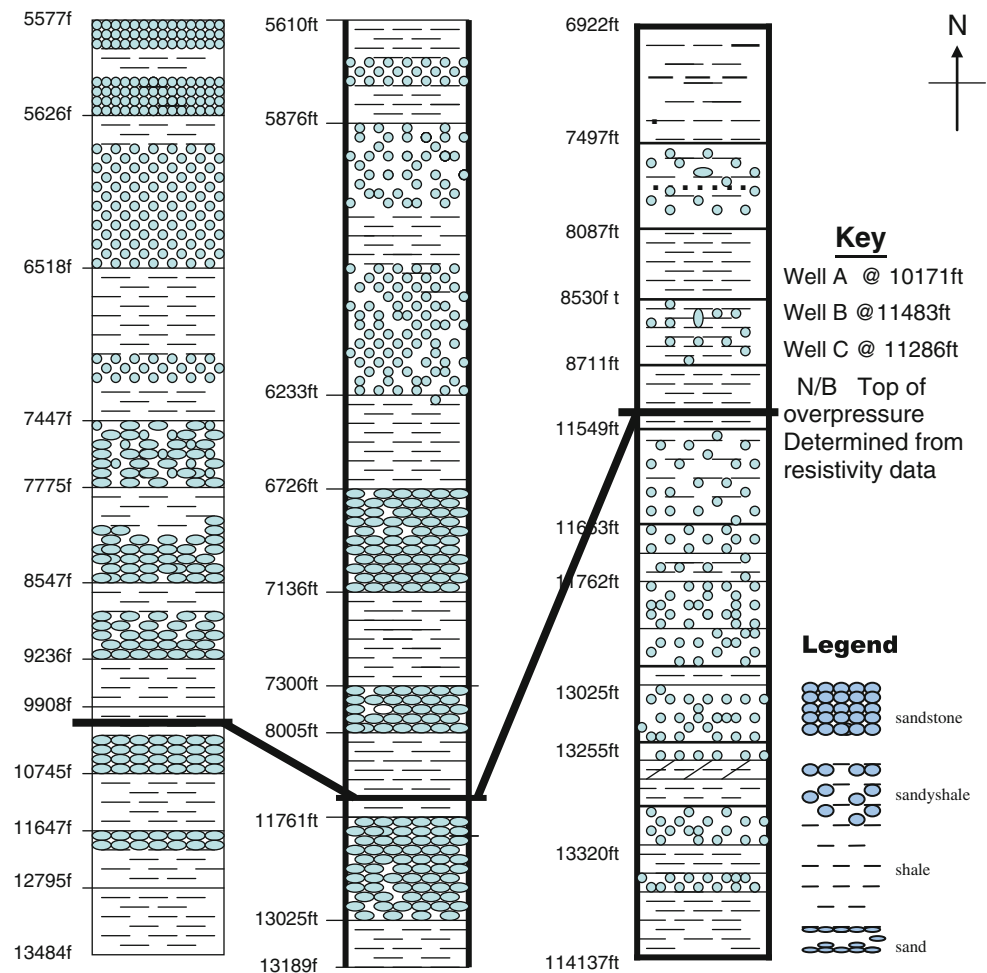 5577f
5626f
6518f
7447f
7775f
8547f
9236f
9908f
10745f
11647f
12795f
13484f
5610ft
5876ft
6233ft
6726ft
7136ft
7300ft
8005ft
11761ft
13025ft
13189f
6922ft
7497ft
8087ft
8530f t
8711ft
11549ft
11653ft
11762ft
13025ft
13255ft
13320ft
114137ft
N
Key
Well A @ 10171ft
Well B @11483ft
Well C @ 11286ft
N/B Top of
overpressure
Determined from
resistivity data
Legend
sandstone
sandyshale
shale
sand